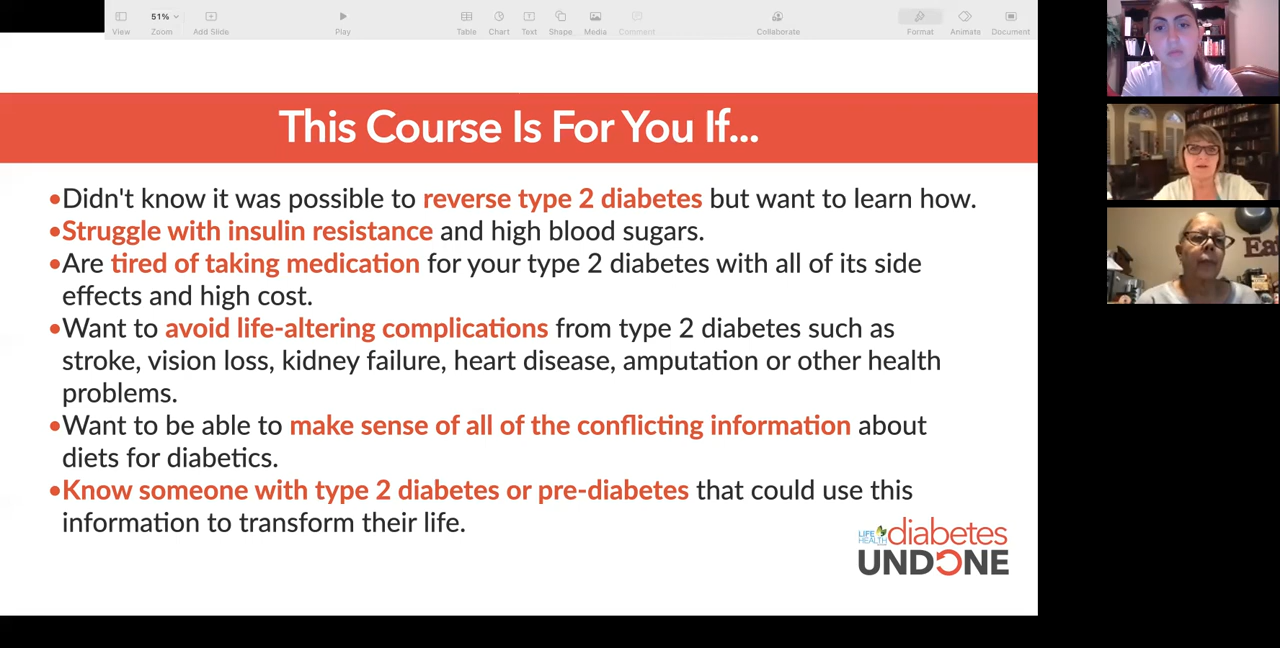 51%
View
Zoom
Add Slide
Play
Table
Chart
Text
Shape
Media
Comment
Collaborate
Format
Animate
Document
This Course Is For You If...
•Didn't know it was possible to reverse type 2 diabetes but want to learn how.
•Struggle with insulin resistance and high blood sugars.
•Are tired of taking medication for your type 2 diabetes with all of its side
effects and high cost.
•Want to avoid life-altering complications from type 2 diabetes such as
stroke, vision loss, kidney failure, heart disease, amputation or other health
problems.
•Want to be able to make sense of all of the conflicting information about
diets for diabetics.
•Know someone with type 2 diabetes or pre-diabetes that could use this
information to transform their life.
LIFE
HEALTH
diabetes
UNDONE
Eat